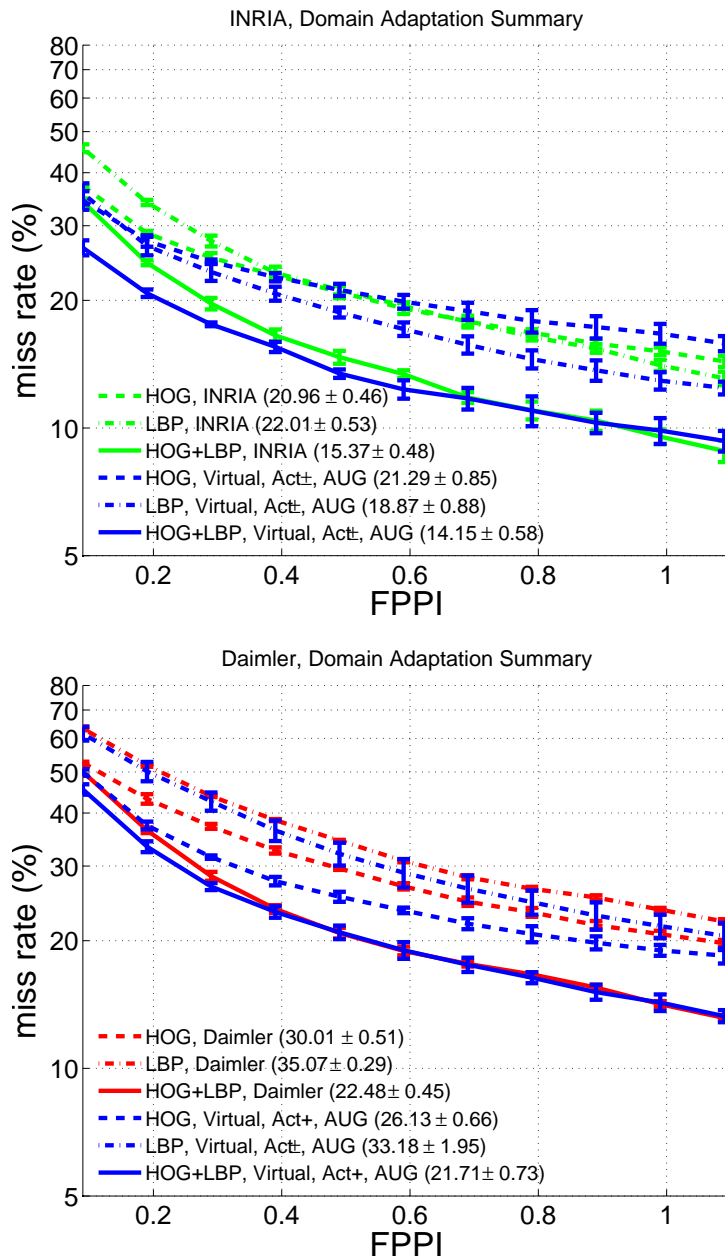 INRIA, Domain Adaptation Summary
80
70
60
50
40
30
20
10
5
miss rate (%)
HOG, INRIA (20.96 ± 0.46)
LBP, INRIA (22.01 ± 0.53)
HOG+LBP, INRIA (15.37 ± 0.48)
HOG, Virtual, Act±, AUG (21.29 ± 0.85)
LBP, Virtual, Act±, AUG (18.87 ± 0.88)
HOG+LBP, Virtual, Act±, AUG (14.15 ± 0.58)
0.2 0.4 0.6 0.8 1
FPPI
Daimler, Domain Adaptation Summary
80
70
60
50
40
30
20
10
5
miss rate (%)
HOG, Daimler (30.01 ± 0.51)
LBP, Daimler (35.07 ± 0.29)
HOG+LBP, Daimler (22.48 ± 0.45)
HOG, Virtual, Act+, AUG (26.13 ± 0.66)
LBP, Virtual, Act±, AUG (33.18 ± 1.95)
HOG+LBP, Virtual, Act+, AUG (21.71 ± 0.73)
0.2 0.4 0.6 0.8 1
FPPI